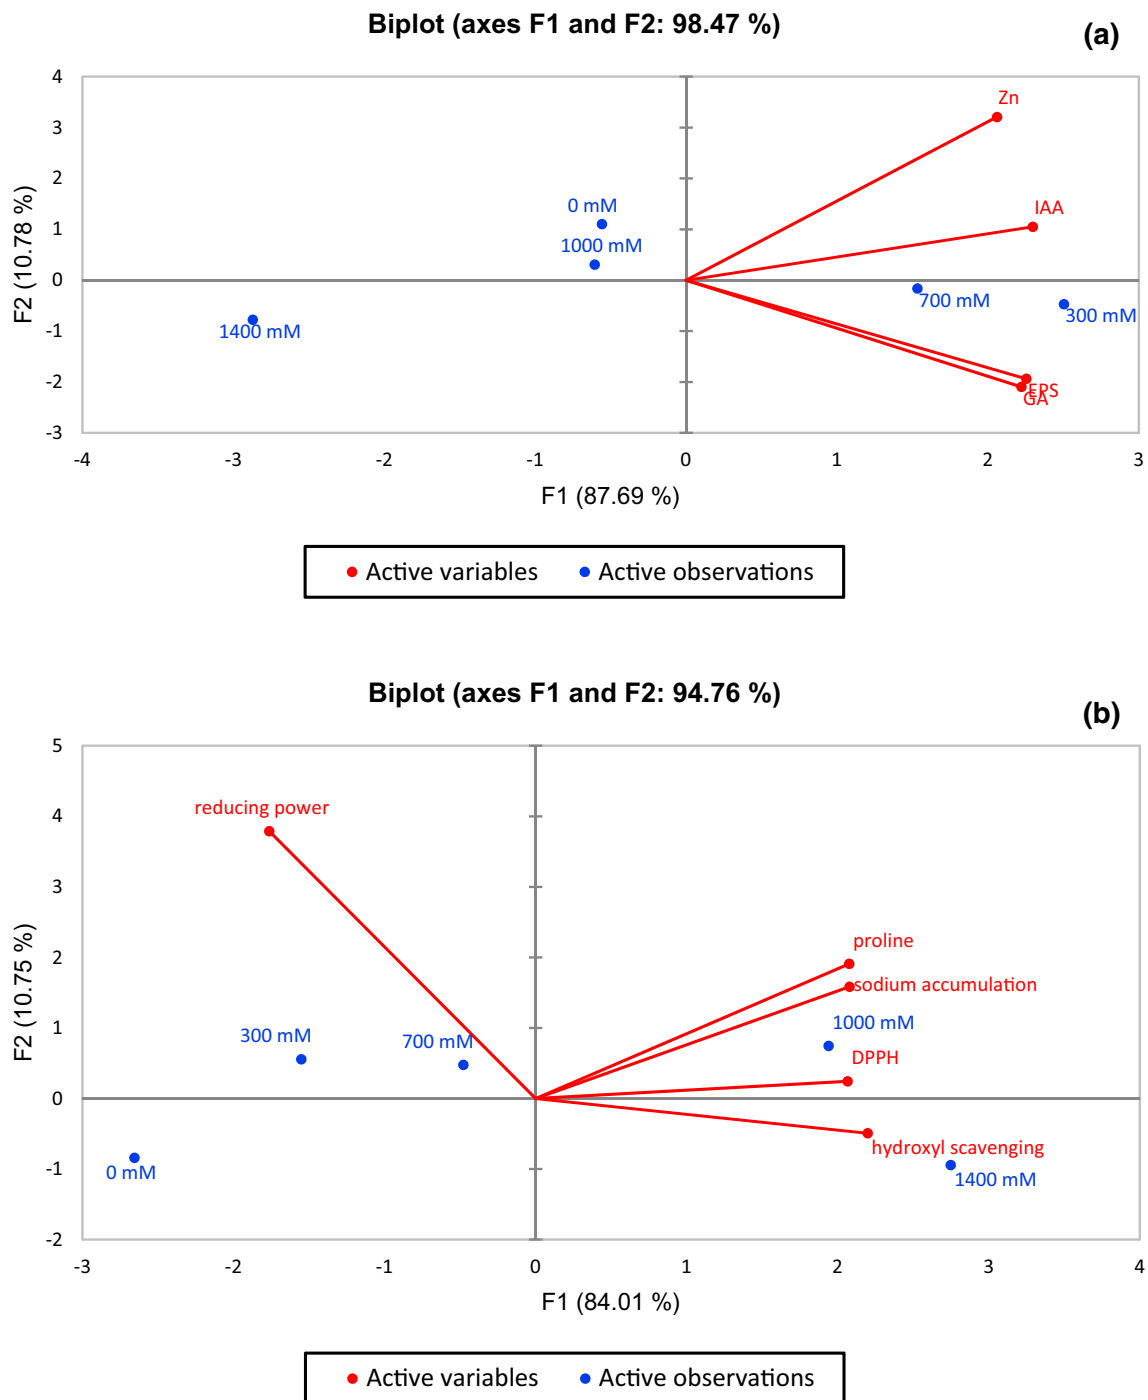 Biplot (axes F1 and F2: 98.47 %)
(a)
4
3
2
1
0
-1
-2
-3
F2 (10.78 %)
Zn
IAA
0 mM
1000 mM
700 mM
300 mM
1400 mM
EPS
GA
-4 -3 -2 -1 0 1 2 3
F1 (87.69 %)
Active variables Active observations
Biplot (axes F1 and F2: 94.76 %)
(b)
5
4
3
2
1
0
-1
-2
F2 (10.75 %)
reducing power
proline
sodium accumulation
1000 mM
300 mM
700 mM
DPPH
hydroxyl scavenging
0 mM
1400 mM
-3 -2 -1 0 1 2 3 4
F1 (84.01 %)
Active variables Active observations